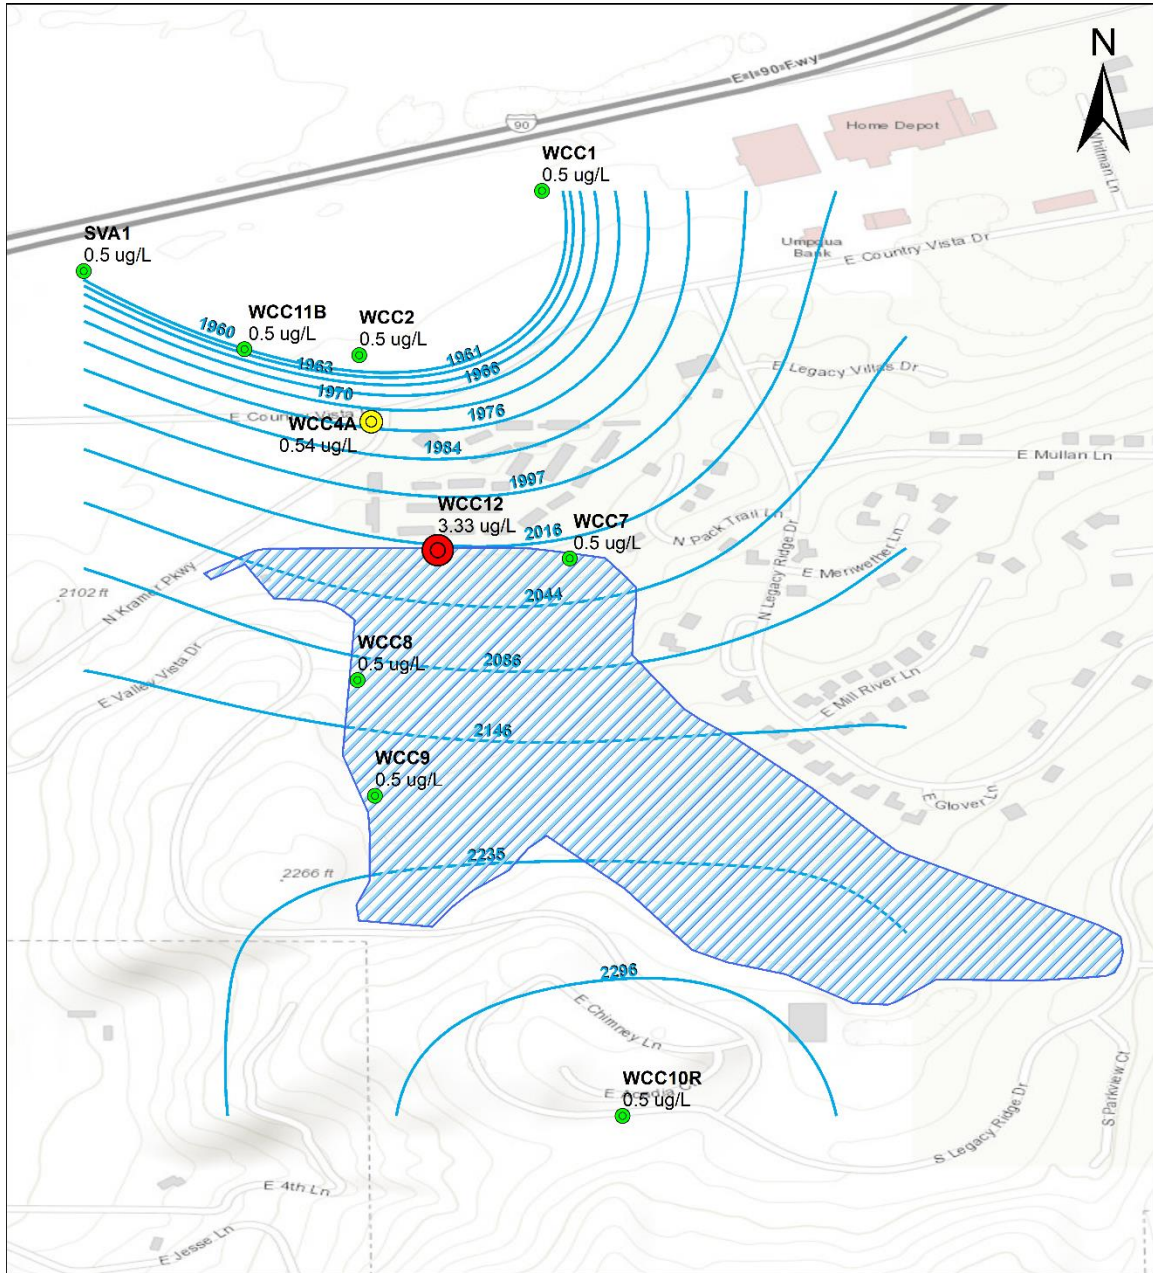 N
E I-90 Fwy
90
Home Depot
Whitman Ln
WCC1
0.5 ug/L
Umpqua
Bank
E Country Vista Dr
SVA1
0.5 ug/L
WCC11B
0.5 ug/L
WCC2
0.5 ug/L
1960
1963
1961
1966
1970
1976
E Legacy Villas Dr
E Country Vista
WCC4A
0.54 ug/L
1984
E Mullan Ln
1997
WCC12
3.33 ug/L
2016
WCC7
0.5 ug/L
N Pack Trail Ln
N Legacy Ridge Dr
E Meriwether Ln
N Kramer Pkwy
2102 ft
2044
E Valley Vista Dr
WCC8
0.5 ug/L
2086
E Mill River Ln
2146
WCC9
0.5 ug/L
E Glover Ln
2235
2266 ft
2296
E Chimney Ln
WCC10R
E Acadia
0.5 ug/L
S Legacy Ridge Dr
S Parkview Ct
E 4th Ln
E Jesse Ln